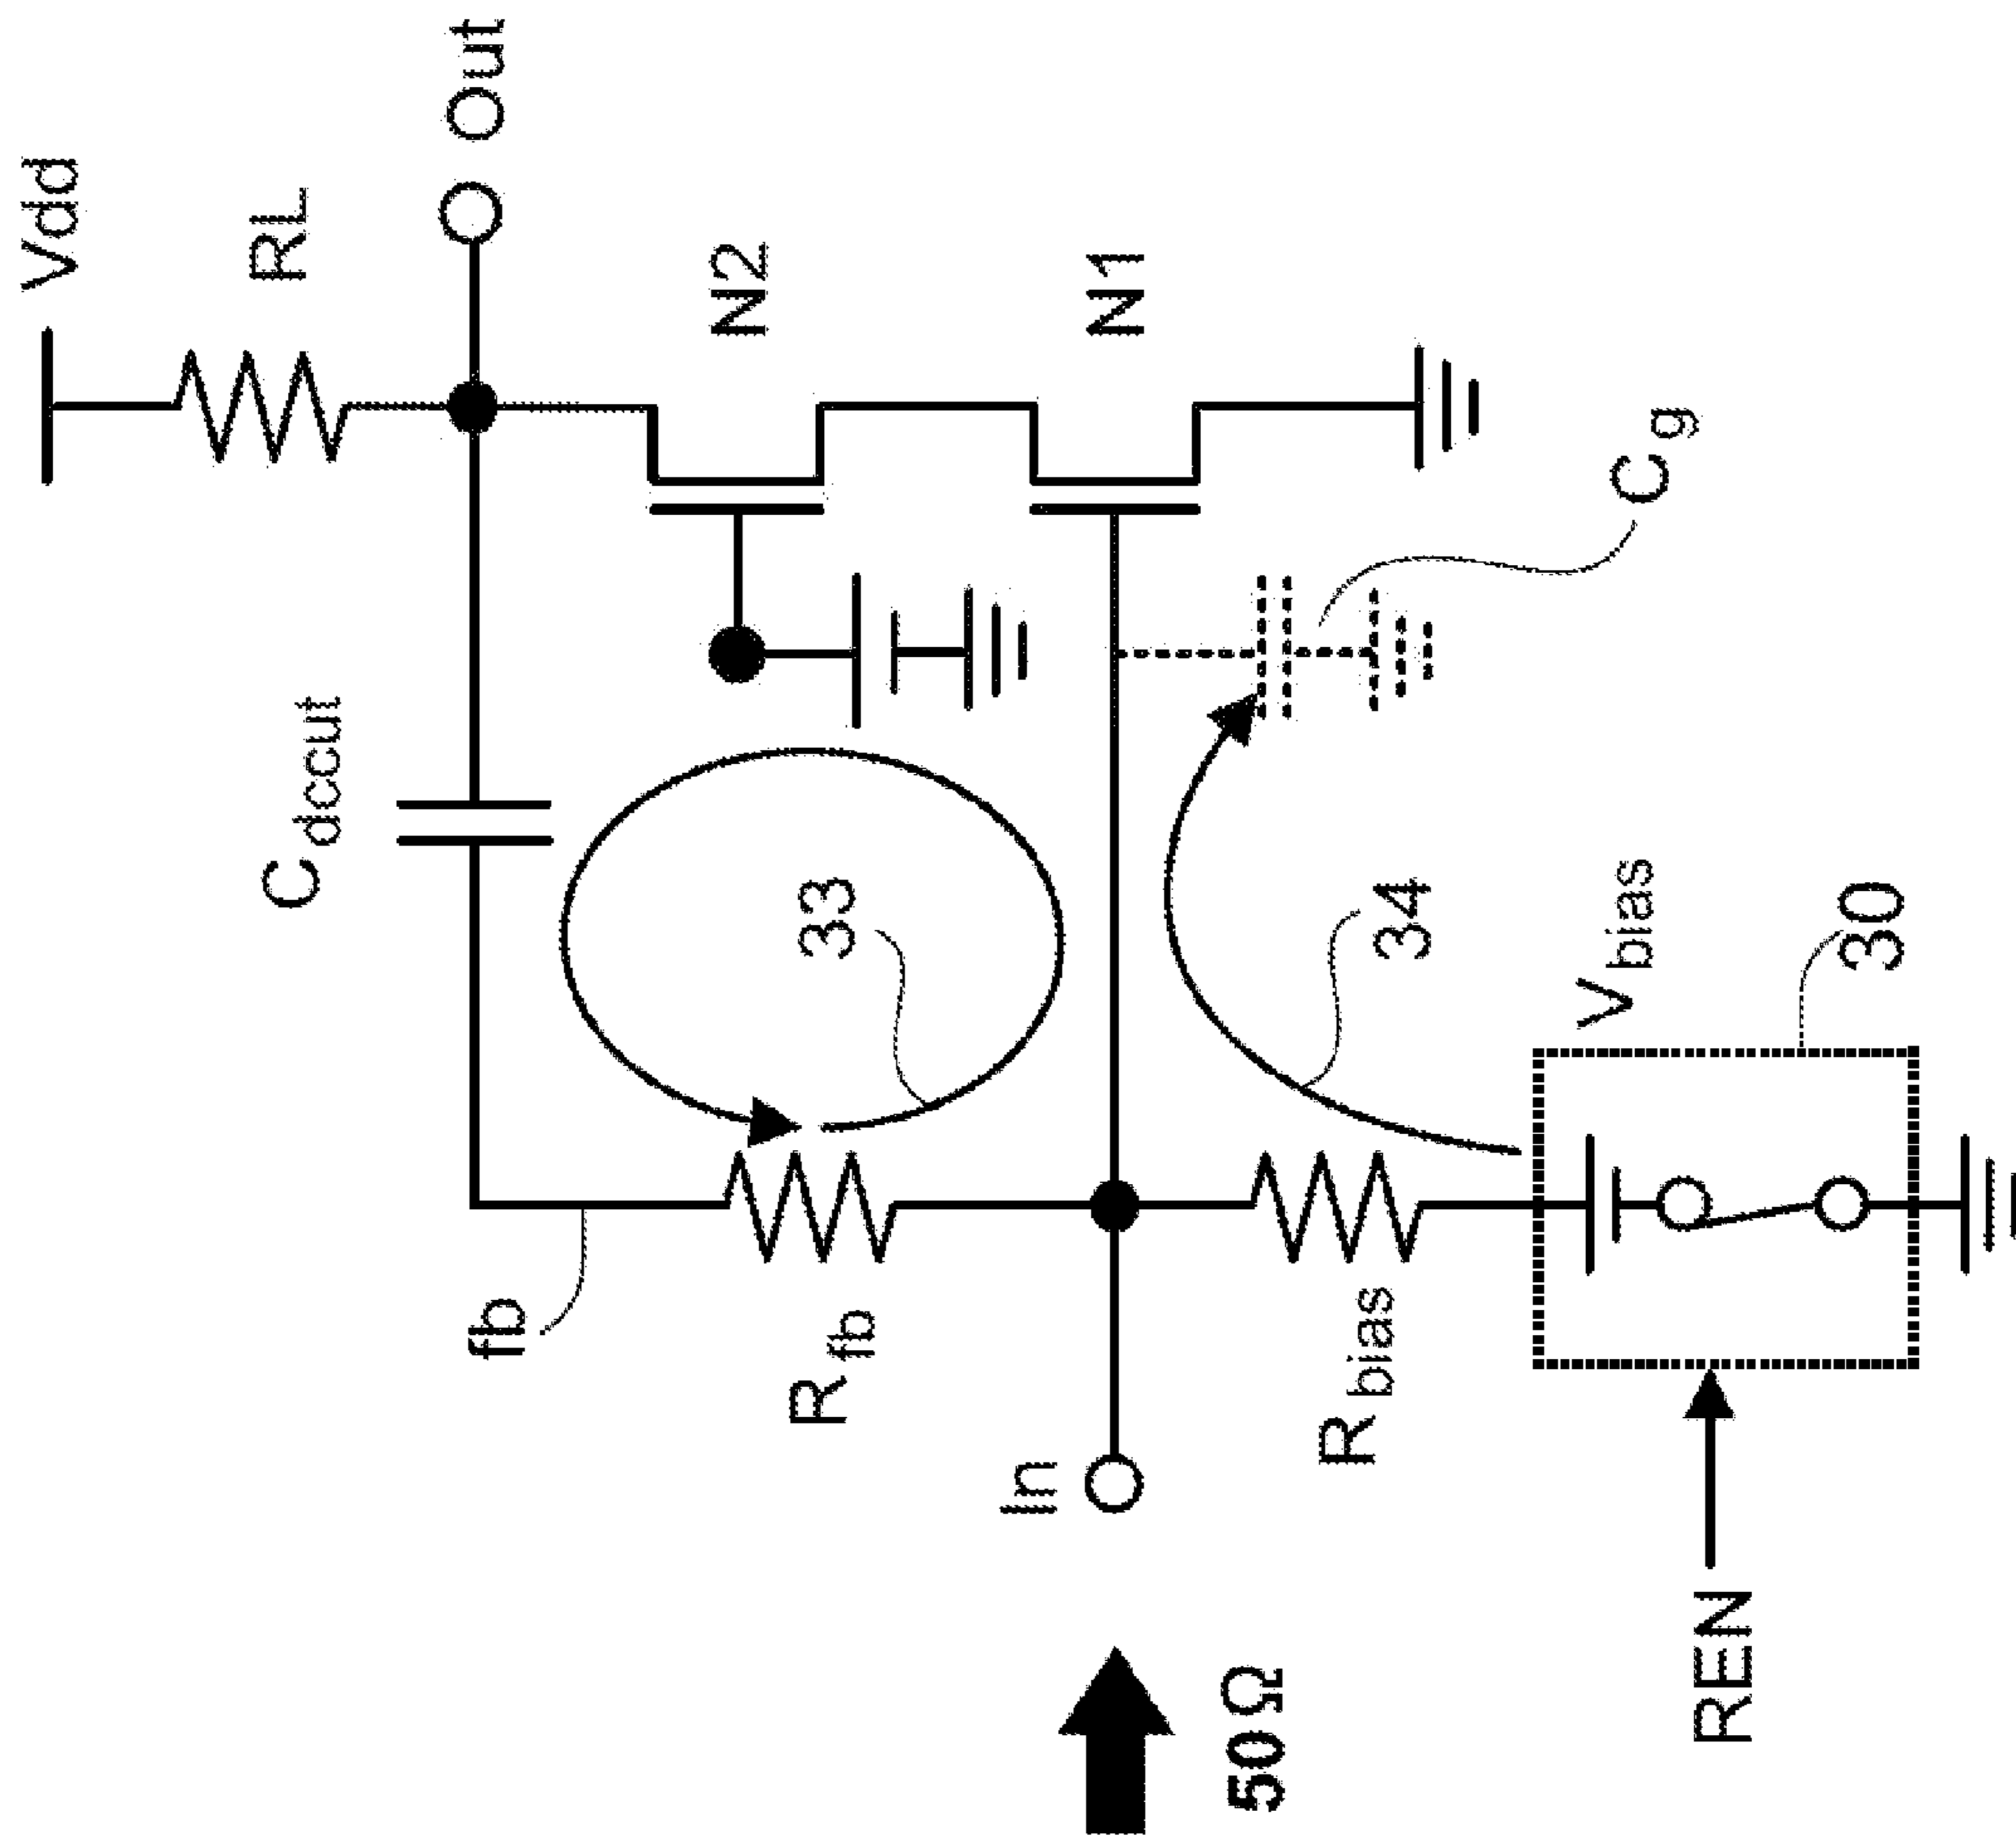 Vdd
RL
Out
N2
N1
Cdccut
33
Cg
34
fb
Rfb
Vbias
30
In
Rbias
50Ω
REN